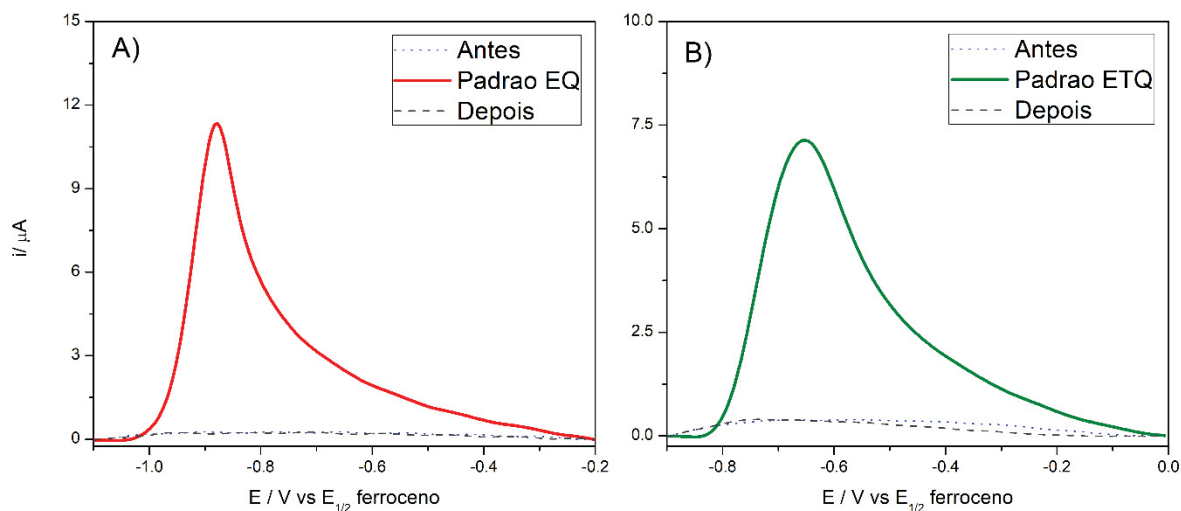 A)
Antes
Padrao EQ
Depois
15
12
9
6
3
0
i/ μA
-1.0
-0.8
-0.6
-0.4
-0.2
E / V vs E1/2 ferroceno
B)
Antes
Padrao ETQ
Depois
10.0
7.5
5.0
2.5
0.0
-0.8
-0.6
-0.4
-0.2
0.0
E / V vs E1/2 ferroceno